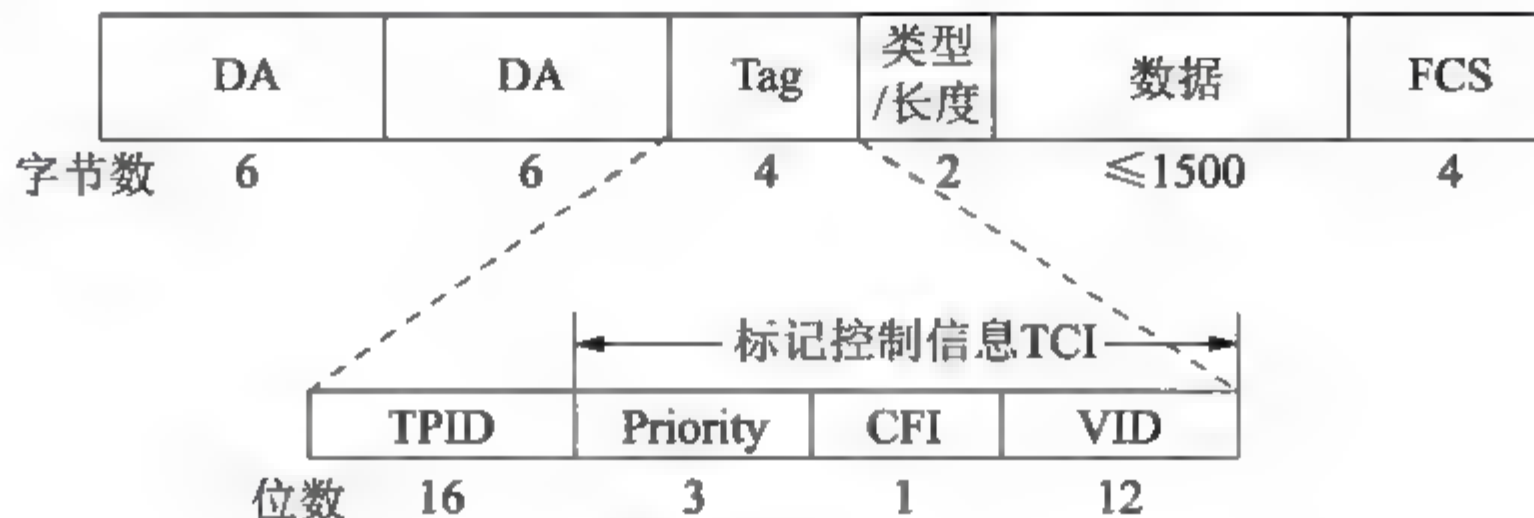 DA DA Tag 类型/长度 数据 FCS
字节数 6 6 4 2 ≤1500 4
标记控制信息TCI
TPID Priority CFI VID
位数 16 3 1 12